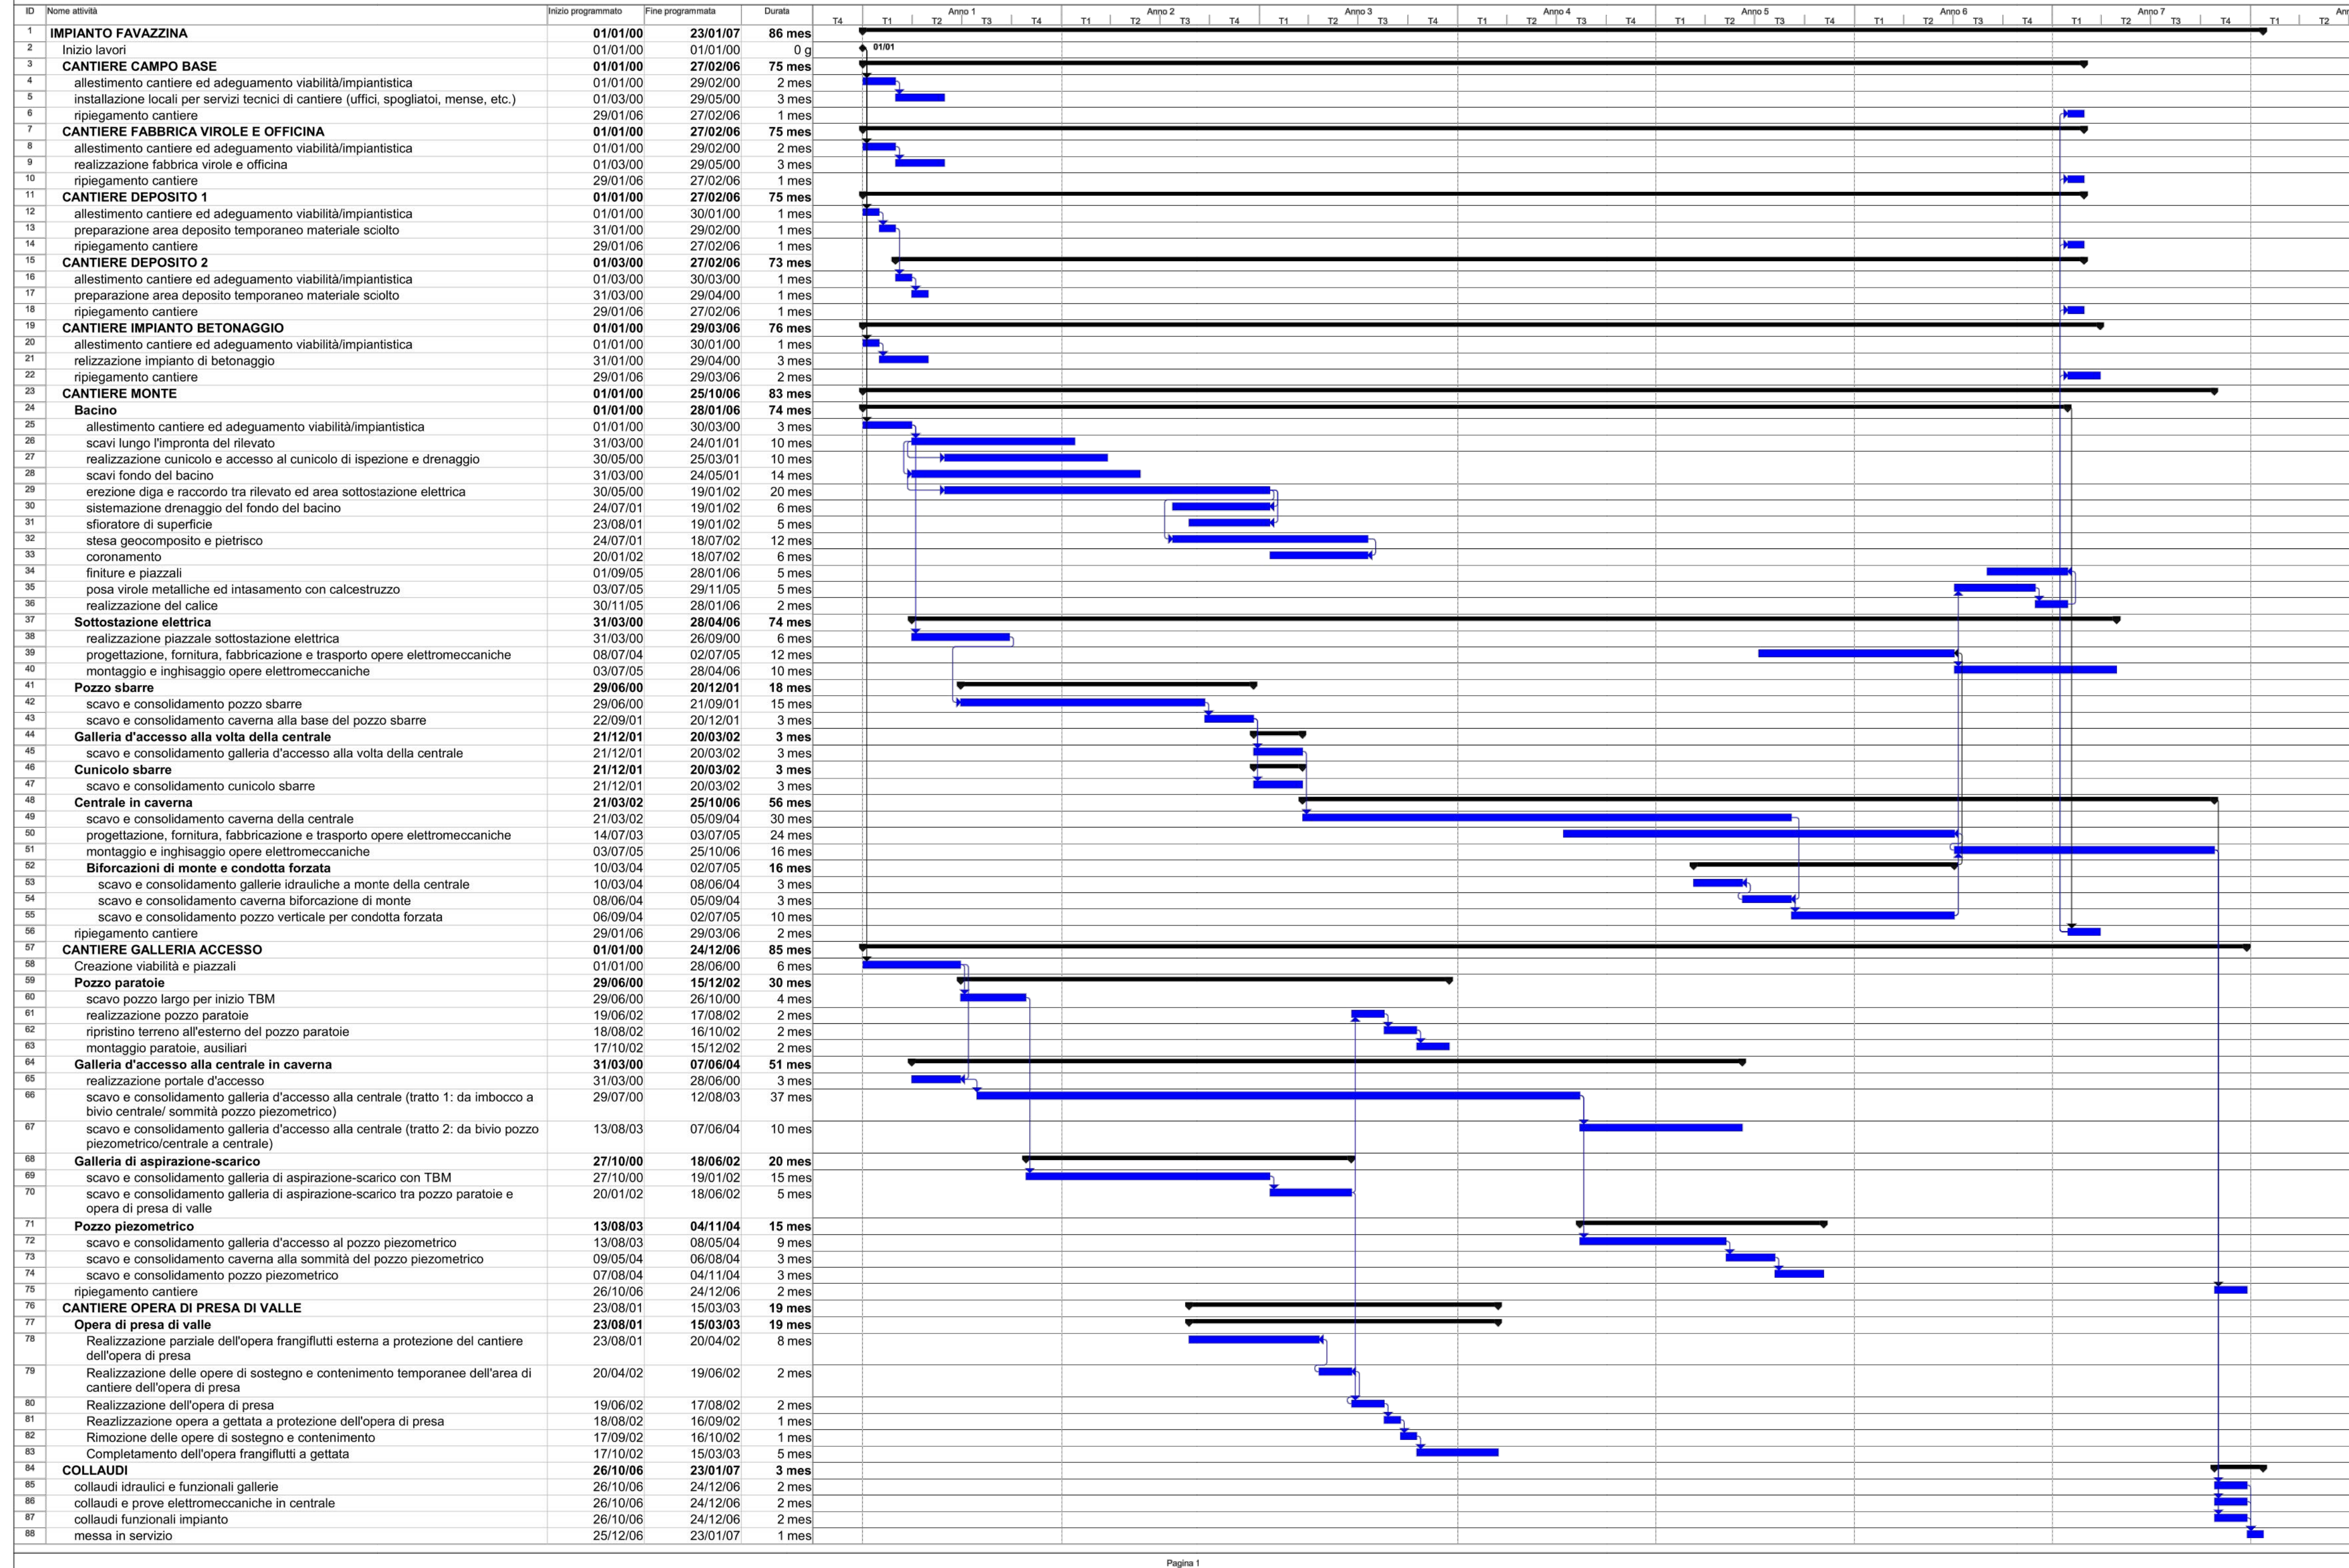 ID Nome attività Inizio programmato Fine programmata Durata Anno 1 Anno 2 Anno 3 Anno 4 Anno 5 Anno 6 Anno 7
T4 T1 T2 T3 T4 T1 T2 T3 T4 T1 T2 T3 T4 T1 T2 T3 T4 T1 T2 T3 T4 T1 T2 T3 T4 T1 T2 T3 T4 T1 T2
1 IMPIANTO FAVAZZINA 01/01/00 23/01/07 86 mes
2 Inizio lavori 01/01/00 01/01/00 0 g 01/01
3 CANTIERE CAMPO BASE 01/01/00 27/02/06 75 mes
4 allestimento cantiere ed adeguamento viabilità/impiantistica 01/01/00 29/02/00 2 mes
5 installazione locali per servizi tecnici di cantiere (uffici, spogliatoi, mense, etc.) 01/03/00 29/05/00 3 mes
6 ripiegamento cantiere 29/01/06 27/02/06 1 mes
7 CANTIERE FABBRICA VIROLE E OFFICINA 01/01/00 27/02/06 75 mes
8 allestimento cantiere ed adeguamento viabilità/impiantistica 01/01/00 29/02/00 2 mes
9 realizzazione fabbrica virole e officina 01/03/00 29/05/00 3 mes
10 ripiegamento cantiere 29/01/06 27/02/06 1 mes
11 CANTIERE DEPOSITO 1 01/01/00 27/02/06 75 mes
12 allestimento cantiere ed adeguamento viabilità/impiantistica 01/01/00 30/01/00 1 mes
13 preparazione area deposito temporaneo materiale sciolto 31/01/00 29/02/00 1 mes
14 ripiegamento cantiere 29/01/06 27/02/06 1 mes
15 CANTIERE DEPOSITO 2 01/03/00 27/02/06 73 mes
16 allestimento cantiere ed adeguamento viabilità/impiantistica 01/03/00 30/03/00 1 mes
17 preparazione area deposito temporaneo materiale sciolto 31/03/00 29/04/00 1 mes
18 ripiegamento cantiere 29/01/06 27/02/06 1 mes
19 CANTIERE IMPIANTO BETONAGGIO 01/01/00 29/03/06 76 mes
20 allestimento cantiere ed adeguamento viabilità/impiantistica 01/01/00 30/01/00 1 mes
21 relizzazione impianto di betonaggio 31/01/00 29/04/00 3 mes
22 ripiegamento cantiere 29/01/06 29/03/06 2 mes
23 CANTIERE MONTE 01/01/00 25/10/06 83 mes
24 Bacino 01/01/00 28/01/06 74 mes
25 allestimento cantiere ed adeguamento viabilità/impiantistica 01/01/00 30/03/00 3 mes
26 scavi lungo l'impronta del rilevato 31/03/00 24/01/01 10 mes
27 realizzazione cunicolo e accesso al cunicolo di ispezione e drenaggio 30/05/00 25/03/01 10 mes
28 scavi fondo del bacino 31/03/00 24/05/01 14 mes
29 erezione diga e raccordo tra rilevato ed area sottostazione elettrica 30/05/00 19/01/02 20 mes
30 sistemazione drenaggio del fondo del bacino 24/07/01 19/01/02 6 mes
31 sfioratore di superficie 23/08/01 19/01/02 5 mes
32 stesa geocomposito e pietrisco 24/07/01 18/07/02 12 mes
33 coronamento 20/01/02 18/07/02 6 mes
34 finiture e piazzali 01/09/05 28/01/06 5 mes
35 posa virole metalliche ed intasamento con calcestruzzo 03/07/05 29/11/05 5 mes
36 realizzazione del calice 30/11/05 28/01/06 2 mes
37 Sottostazione elettrica 31/03/00 28/04/06 74 mes
38 realizzazione piazzale sottostazione elettrica 31/03/00 26/09/00 6 mes
39 progettazione, fornitura, fabbricazione e trasporto opere elettromeccaniche 08/07/04 02/07/05 12 mes
40 montaggio e inghisaggio opere elettromeccaniche 03/07/05 28/04/06 10 mes
41 Pozzo sbarre 29/06/00 20/12/01 18 mes
42 scavo e consolidamento pozzo sbarre 29/06/00 21/09/01 15 mes
43 scavo e consolidamento caverna alla base del pozzo sbarre 22/09/01 20/12/01 3 mes
44 Galleria d'accesso alla volta della centrale 21/12/01 20/03/02 3 mes
45 scavo e consolidamento galleria d'accesso alla volta della centrale 21/12/01 20/03/02 3 mes
46 Cunicolo sbarre 21/12/01 20/03/02 3 mes
47 scavo e consolidamento cunicolo sbarre 21/12/01 20/03/02 3 mes
48 Centrale in caverna 21/03/02 25/10/06 56 mes
49 scavo e consolidamento caverna della centrale 21/03/02 05/09/04 30 mes
50 progettazione, fornitura, fabbricazione e trasporto opere elettromeccaniche 14/07/03 03/07/05 24 mes
51 montaggio e inghisaggio opere elettromeccaniche 03/07/05 25/10/06 16 mes
52 Biforcazioni di monte e condotta forzata 10/03/04 02/07/05 16 mes
53 scavo e consolidamento gallerie idrauliche a monte della centrale 10/03/04 08/06/04 3 mes
54 scavo e consolidamento caverna biforcazione di monte 08/06/04 05/09/04 3 mes
55 scavo e consolidamento pozzo verticale per condotta forzata 06/09/04 02/07/05 10 mes
56 ripiegamento cantiere 29/01/06 29/03/06 2 mes
57 CANTIERE GALLERIA ACCESSO 01/01/00 24/12/06 85 mes
58 Creazione viabilità e piazzali 01/01/00 28/06/00 6 mes
59 Pozzo paratoie 29/06/00 15/12/02 30 mes
60 scavo pozzo largo per inizio TBM 29/06/00 26/10/00 4 mes
61 realizzazione pozzo paratoie 19/06/02 17/08/02 2 mes
62 ripristino terreno all'esterno del pozzo paratoie 18/08/02 16/10/02 2 mes
63 montaggio paratoie, ausiliari 17/10/02 15/12/02 2 mes
64 Galleria d'accesso alla centrale in caverna 31/03/00 07/06/04 51 mes
65 realizzazione portale d'accesso 31/03/00 28/06/00 3 mes
66 scavo e consolidamento galleria d'accesso alla centrale (tratto 1: da imbocco a 29/07/00 12/08/03 37 mes
bivio centrale/ sommità pozzo piezometrico)
67 scavo e consolidamento galleria d'accesso alla centrale (tratto 2: da bivio pozzo 13/08/03 07/06/04 10 mes
piezometrico/centrale a centrale)
68 Galleria di aspirazione-scarico 27/10/00 18/06/02 20 mes
69 scavo e consolidamento galleria di aspirazione-scarico con TBM 27/10/00 19/01/02 15 mes
70 scavo e consolidamento galleria di aspirazione-scarico tra pozzo paratoie e 20/01/02 18/06/02 5 mes
opera di presa di valle
71 Pozzo piezometrico 13/08/03 04/11/04 15 mes
72 scavo e consolidamento galleria d'accesso al pozzo piezometrico 13/08/03 08/05/04 9 mes
73 scavo e consolidamento caverna alla sommità del pozzo piezometrico 09/05/04 06/08/04 3 mes
74 scavo e consolidamento pozzo piezometrico 07/08/04 04/11/04 3 mes
75 ripiegamento cantiere 26/10/06 24/12/06 2 mes
76 CANTIERE OPERA DI PRESA DI VALLE 23/08/01 15/03/03 19 mes
77 Opera di presa di valle 23/08/01 15/03/03 19 mes
78 Realizzazione parziale dell'opera frangiflutti esterna a protezione del cantiere 23/08/01 20/04/02 8 mes
dell'opera di presa
79 Realizzazione delle opere di sostegno e contenimento temporanee dell'area di 20/04/02 19/06/02 2 mes
cantiere dell'opera di presa
80 Realizzazione dell'opera di presa 19/06/02 17/08/02 2 mes
81 Reazlizzazione opera a gettata a protezione dell'opera di presa 18/08/02 16/09/02 1 mes
82 Rimozione delle opere di sostegno e contenimento 17/09/02 16/10/02 1 mes
83 Completamento dell'opera frangiflutti a gettata 17/10/02 15/03/03 5 mes
84 COLLAUDI 26/10/06 23/01/07 3 mes
85 collaudi idraulici e funzionali gallerie 26/10/06 24/12/06 2 mes
86 collaudi e prove elettromeccaniche in centrale 26/10/06 24/12/06 2 mes
87 collaudi funzionali impianto 26/10/06 24/12/06 2 mes
88 messa in servizio 25/12/06 23/01/07 1 mes
Pagina 1